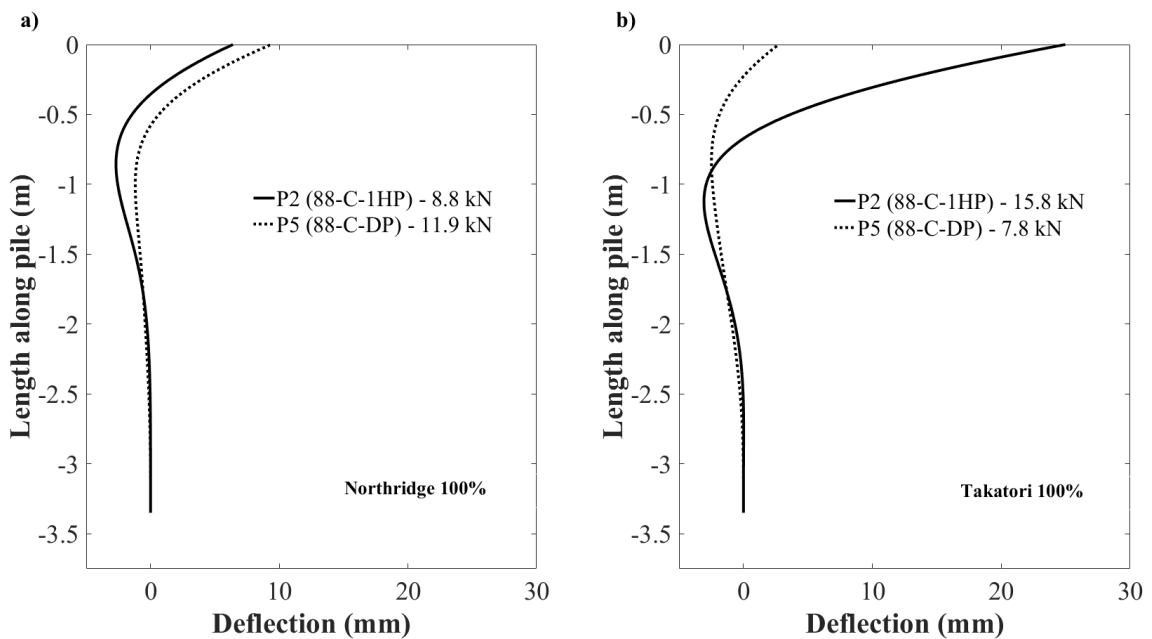 a)
0
-0.5
-1
-1.5
-2
-2.5
-3
-3.5
Length along pile (m)
P2 (88-C-1HP) - 8.8 kN
P5 (88-C-DP) - 11.9 kN
Northridge 100%
0
10
20
30
Deflection (mm)
b)
0
-0.5
-1
-1.5
-2
-2.5
-3
-3.5
Length along pile (m)
P2 (88-C-1HP) - 15.8 kN
P5 (88-C-DP) - 7.8 kN
Takatori 100%
0
10
20
30
Deflection (mm)